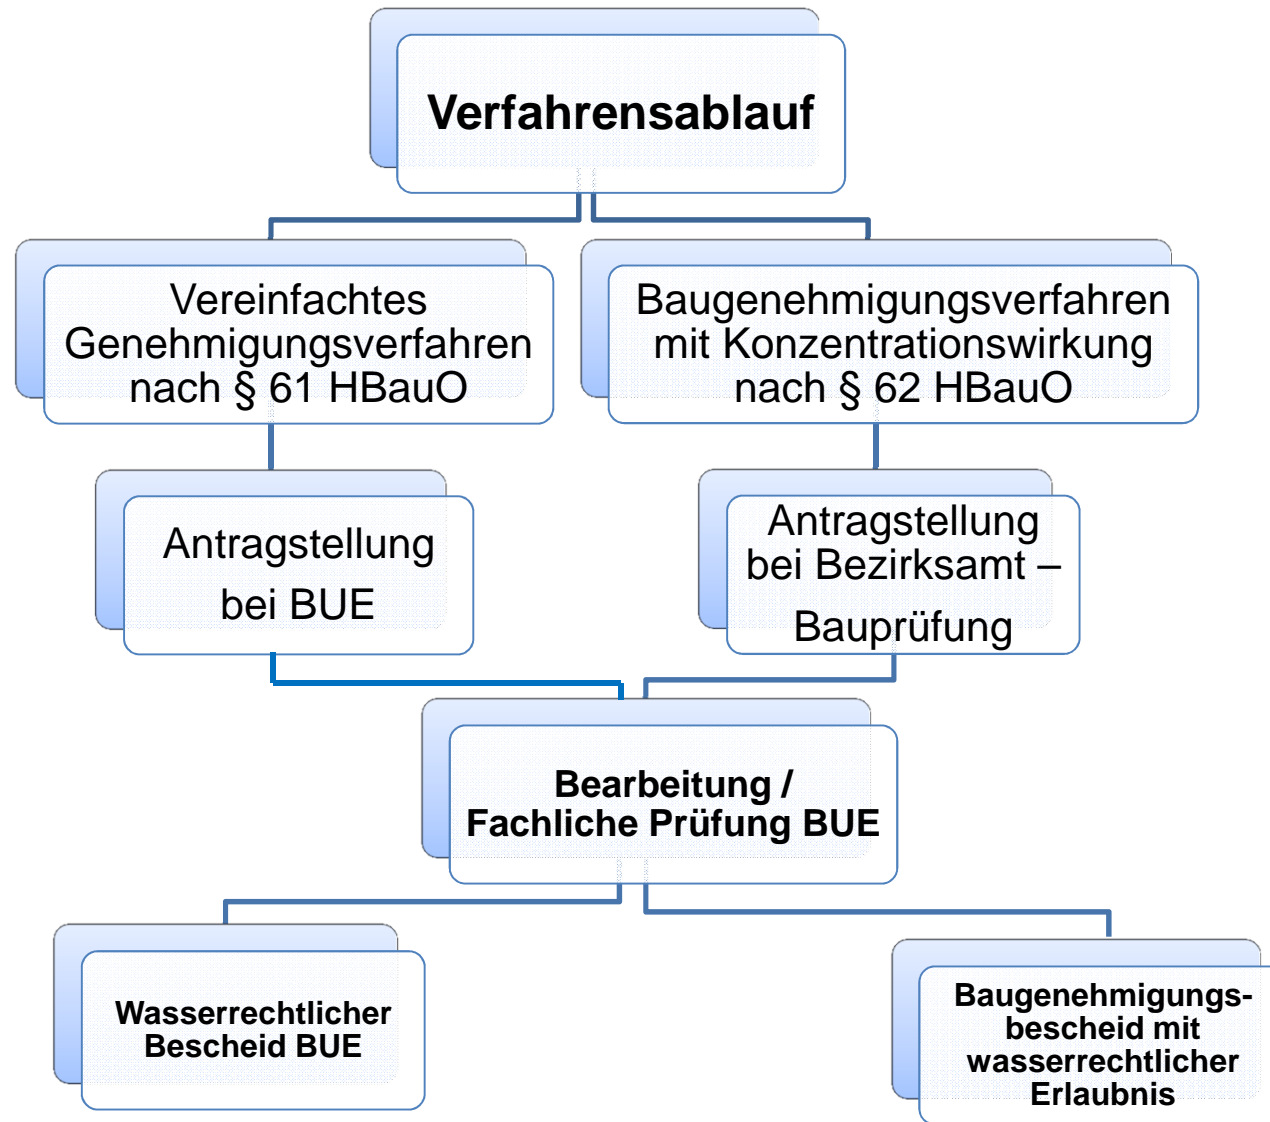 Verfahrensablauf
Vereinfachtes
Genehmigungsverfahren
nach § 61 HBauO
Baugenehmigungsverfahren
mit Konzentrationswirkung
nach § 62 HBauO
Antragstellung
bei BUE
Antragstellung
bei Bezirksamt –
Bauprüfung
Bearbeitung /
Fachliche Prüfung BUE
Wasserrechtlicher
Bescheid BUE
Baugenehmigungs-
bescheid mit
wasserrechtlicher
Erlaubnis